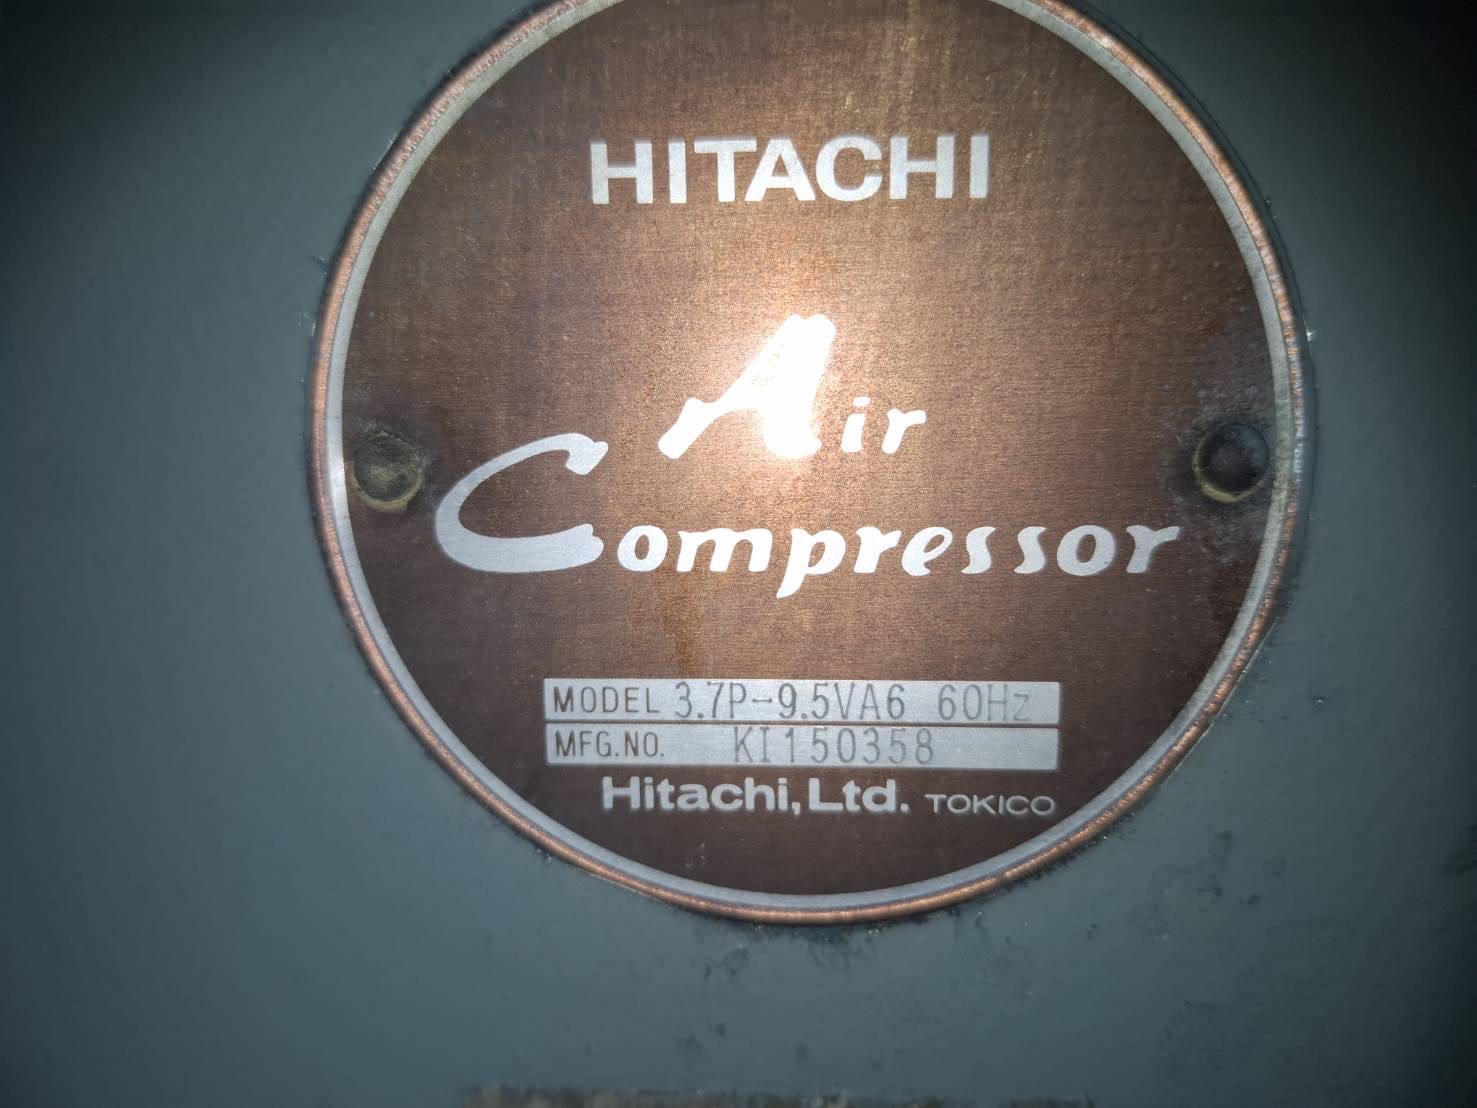 HITACHI
Air
Compressor
MODEL 3.7P-9.5VA6 60Hz
MFG.NO. KI150358
Hitachi,Ltd. TOKICO